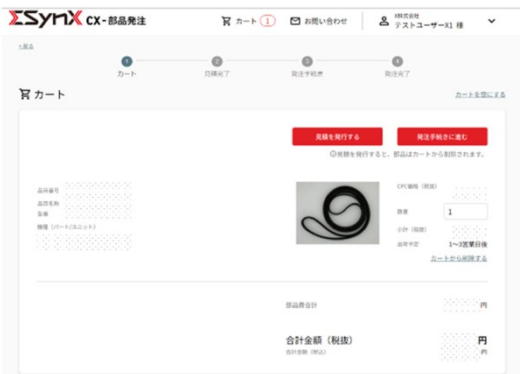 ΣSynX CX-部品発注
カート 1
お問い合わせ
X株式会社
テストユーザーX1 様
<戻る
1 2 3 4
カート 見積完了 発注手続き 発注完了
カート
カートを空にする
見積を発行する
発注手続きに進む
見積を発行すると、部品はカートから削除されます。
品目番号
品目名称
型番
機種（パート/ユニット）
CPC価格（税抜）
数量 1
小計（税抜）
出荷予定 1～3営業日後
カートから削除する
部品費合計 円
合計金額（税抜） 円
合計金額（税込） 円